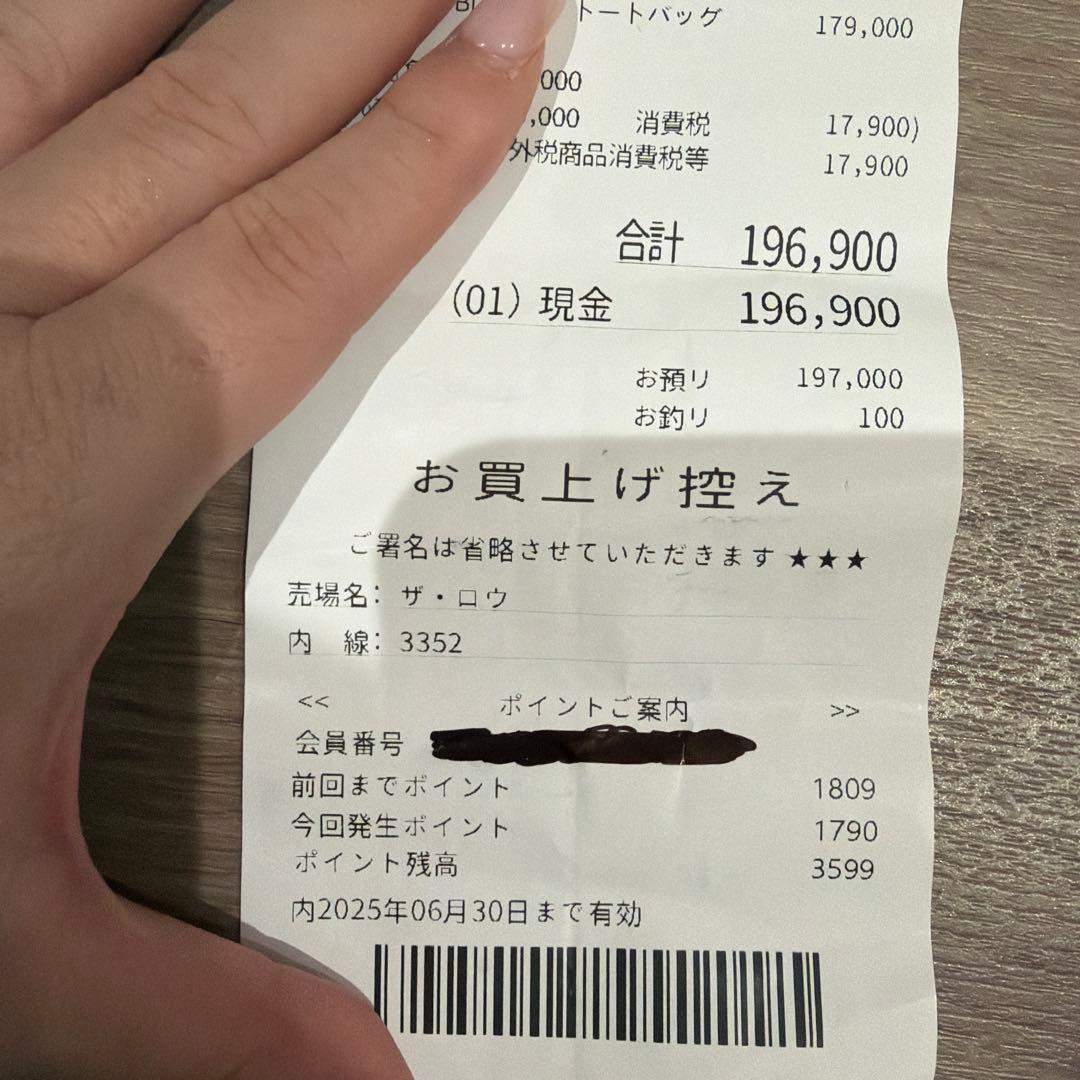 トートバッグ 179,000
000
,000 消費税 17,900)
外税商品消費税等 17,900
合計 196,900
(01) 現金 196,900
お預り 197,000
お釣り 100
お買上げ控え
ご署名は省略させていただきます★★★
売場名: ザ・ロウ
内 線: 3352
<< ポイントご案内 >>
会員番号
前回までポイント 1809
今回発生ポイント 1790
ポイント残高 3599
内2025年06月30日まで有効